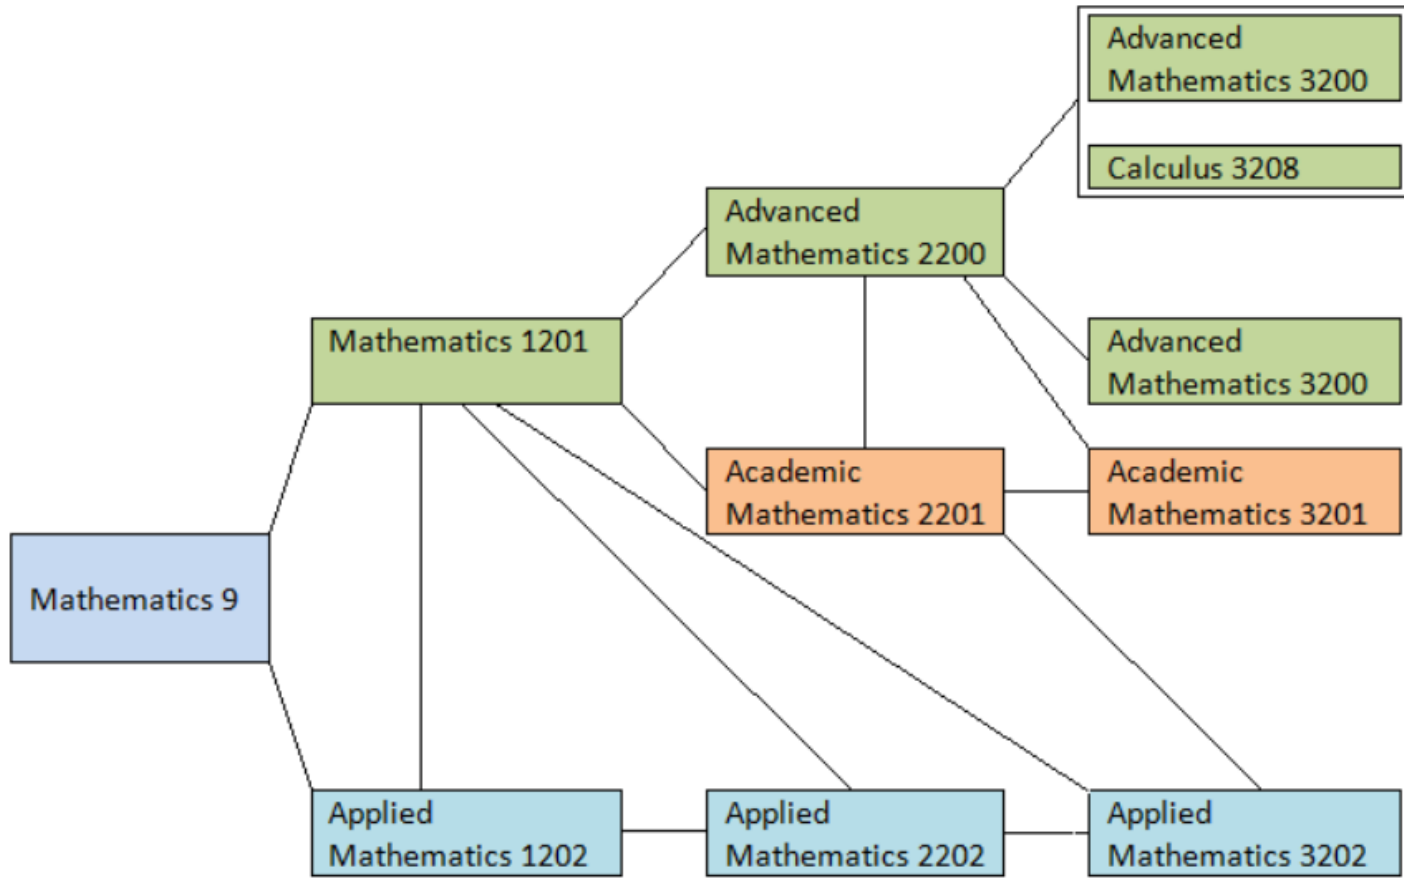 Advanced
Mathematics 3200
Calculus 3208
Advanced
Mathematics 2200
Mathematics 1201
Advanced
Mathematics 3200
Academic
Mathematics 2201
Academic
Mathematics 3201
Mathematics 9
Applied
Mathematics 1202
Applied
Mathematics 2202
Applied
Mathematics 3202